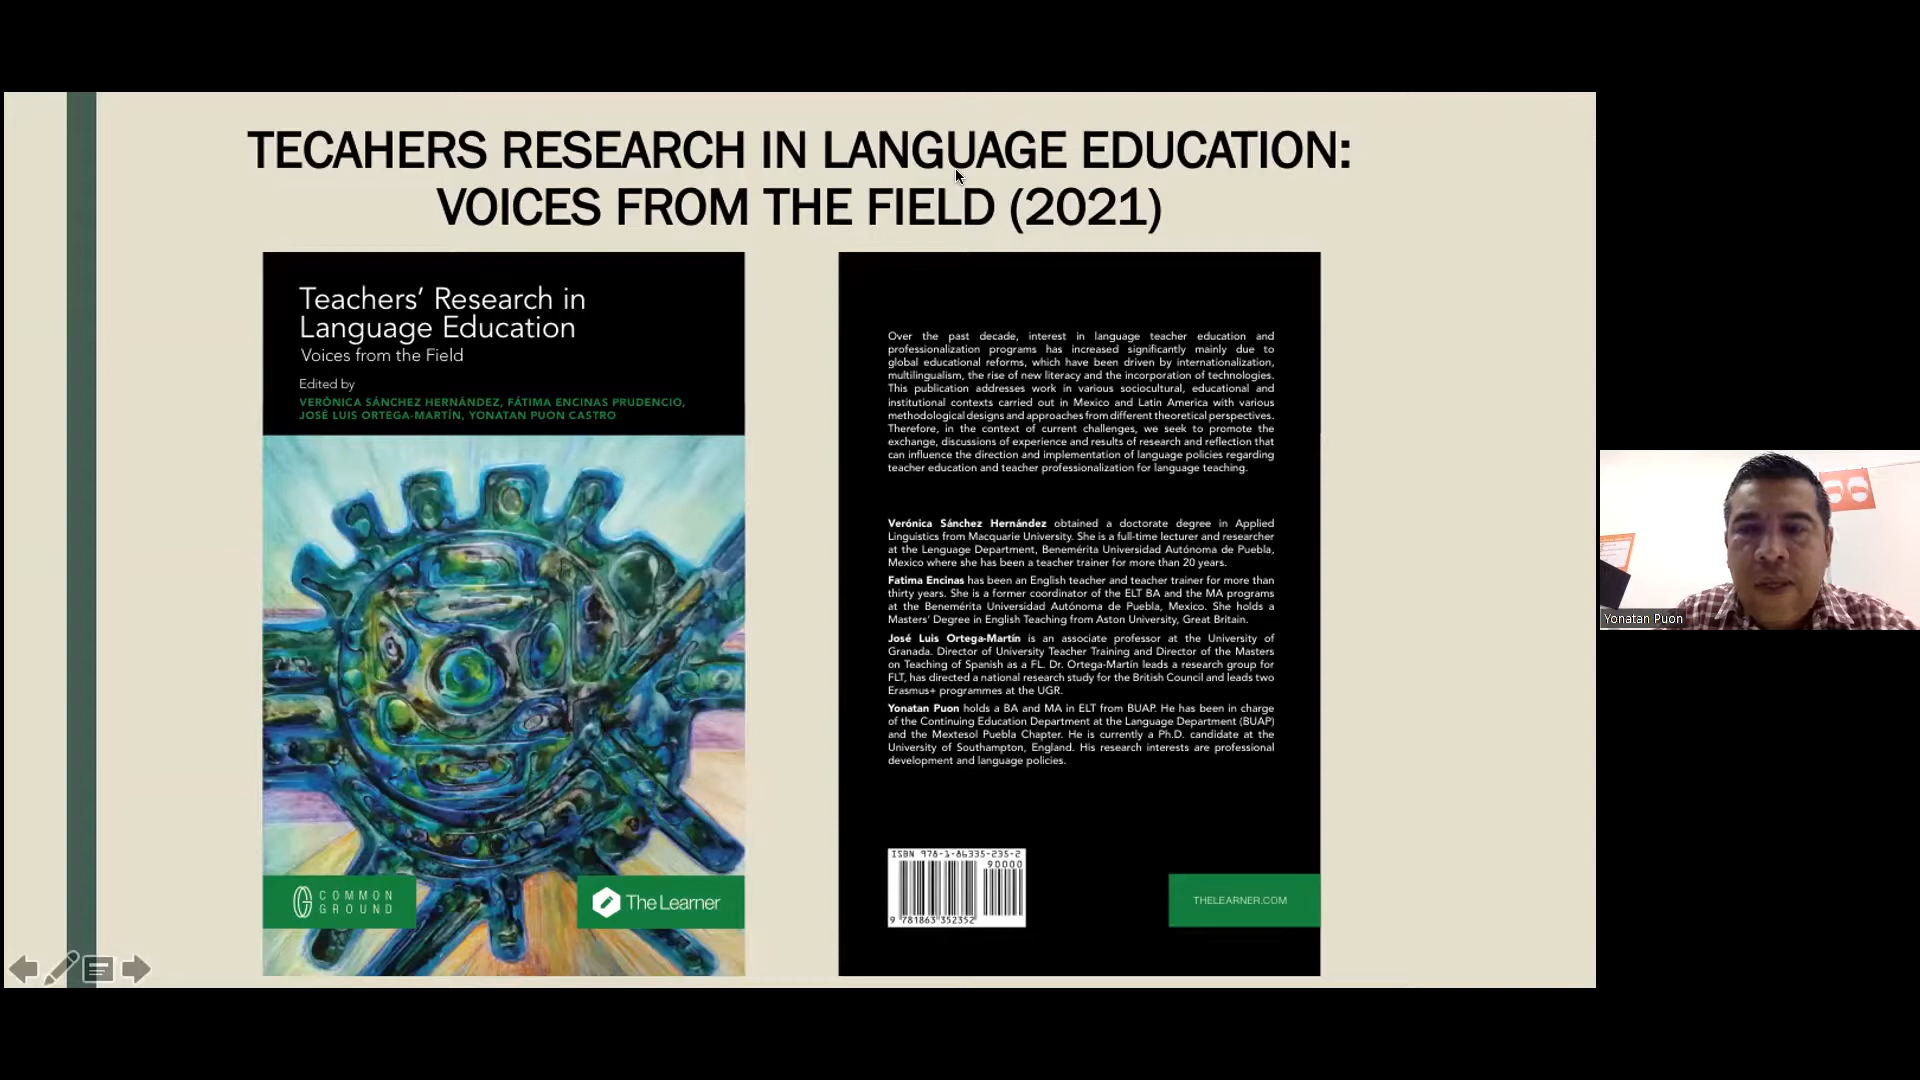 TECAHERS RESEARCH IN LANGUAGE EDUCATION:
VOICES FROM THE FIELD (2021)
Teachers’ Research in
Language Education
Voices from the Field
Edited by
VERÓNICA SÁNCHEZ HERNÁNDEZ, FÁTIMA ENCINAS PRUDENCIO,
JOSÉ LUIS ORTEGA-MARTÍN, YONATAN PUON CASTRO
COMMON
GROUND
The Learner
Over the past decade, interest in language teacher education and
professionalization programs has increased significantly mainly due to
global educational reforms, which have been driven by internationalization,
multilingualism, the rise of new literacy and the incorporation of technologies.
This publication addresses work in various sociocultural, educational and
institutional contexts carried out in Mexico and Latin America with various
methodological designs and approaches from different theoretical perspectives.
Therefore, in the context of current challenges, we seek to promote the
exchange, discussions of experience and results of research and reflection that
can influence the direction and implementation of language policies regarding
teacher education and teacher professionalization for language teaching.
Verónica Sánchez Hernández obtained a doctorate degree in Applied
Linguistics from Macquarie University. She is a full-time lecturer and researcher
at the Lenguage Department, Benemérita Universidad Autónoma de Puebla,
Mexico where she has been a teacher trainer for more than 20 years.
Fatima Encinas has been an English teacher and teacher trainer for more than
thirty years. She is a former coordinator of the ELT BA and the MA programs
at the Benemérita Universidad Autónoma de Puebla, Mexico. She holds a
Masters’ Degree in English Teaching from Aston University, Great Britain.
José Luis Ortega-Martín is an associate professor at the University of
Granada. Director of University Teacher Training and Director of the Masters
on Teaching of Spanish as a FL. Dr. Ortega-Martín leads a research group for
FLT, has directed a national research study for the British Council and leads two
Erasmus+ programmes at the UGR.
Yonatan Puon holds a BA and MA in ELT from BUAP. He has been in charge
of the Continuing Education Department at the Language Department (BUAP)
and the Mextesol Puebla Chapter. He is currently a Ph.D. candidate at the
University of Southampton, England. His research interests are professional
development and language policies.
ISBN 978-1-86335-235-2
90000
9 781863 352352
THELEARNER.COM
Yonatan Puon